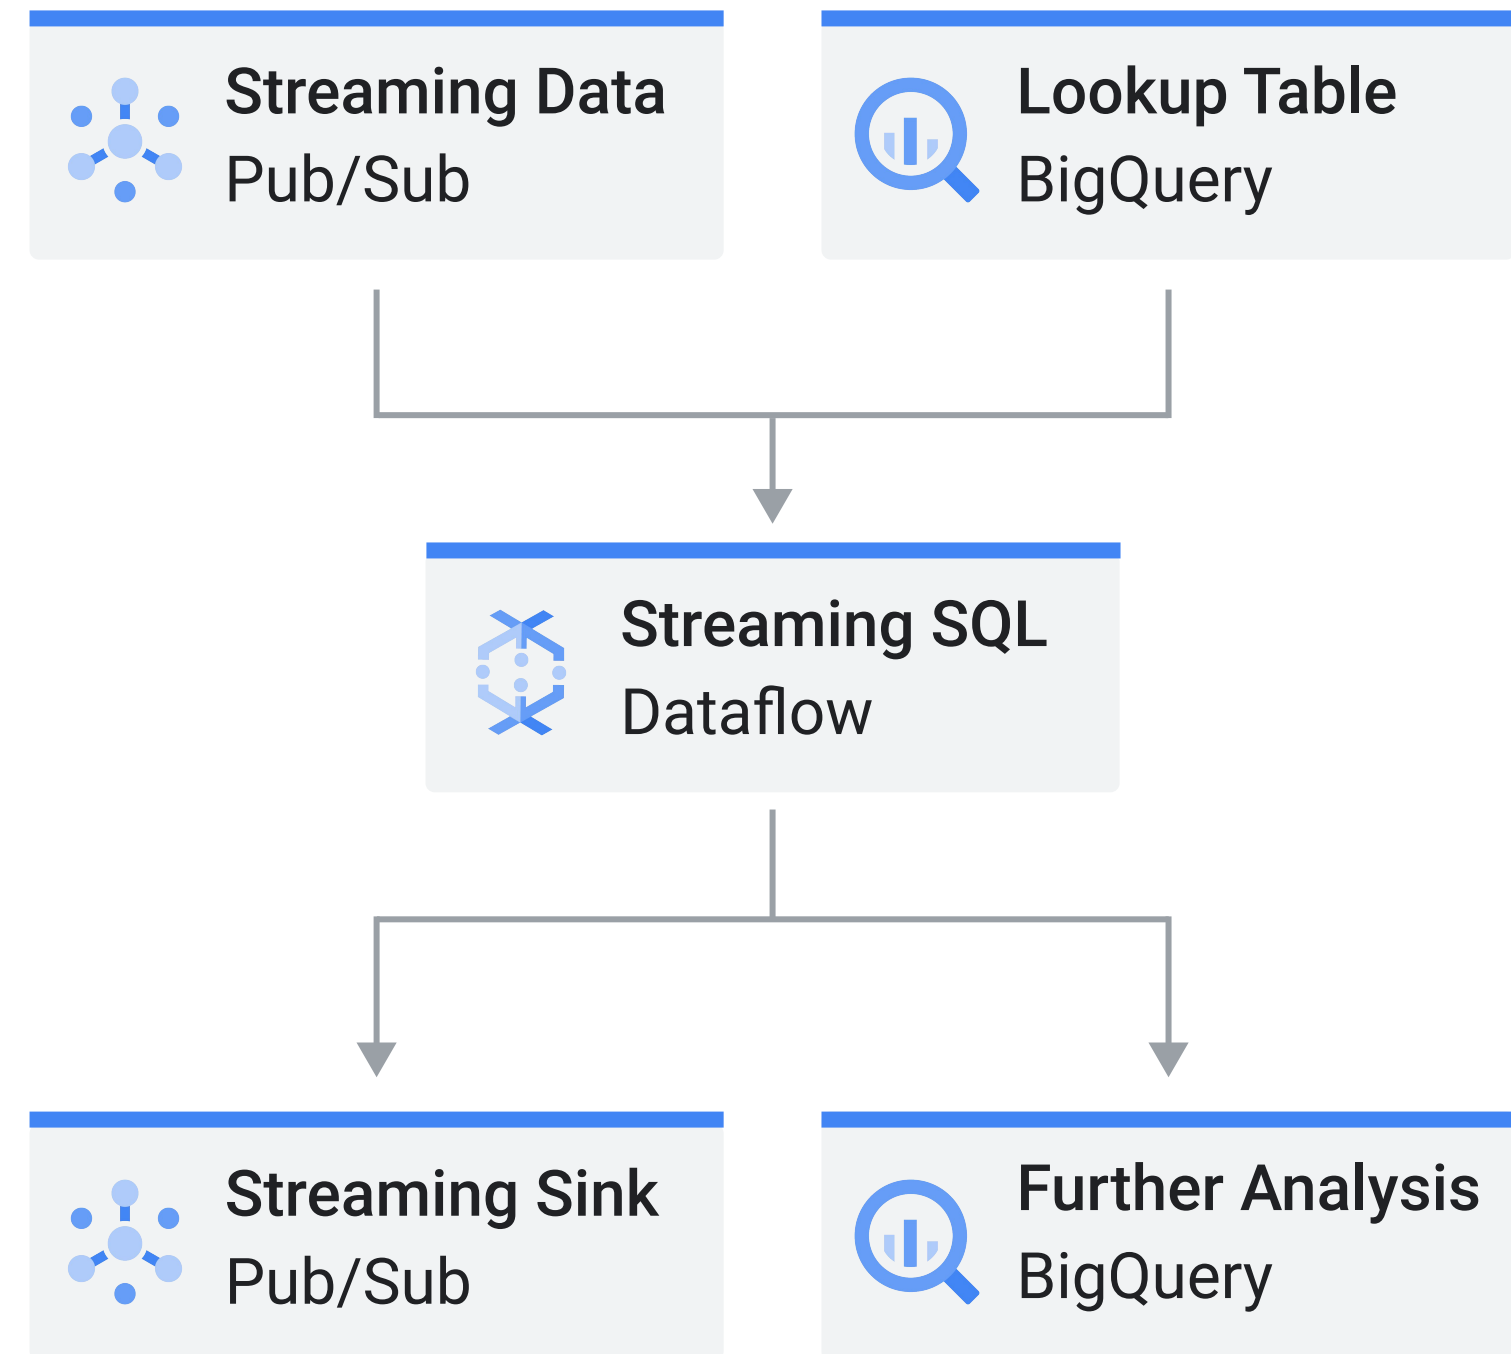 Streaming Data
Pub/Sub
Lookup Table
BigQuery
Streaming SQL
Dataflow
Streaming Sink
Pub/Sub
Further Analysis
BigQuery